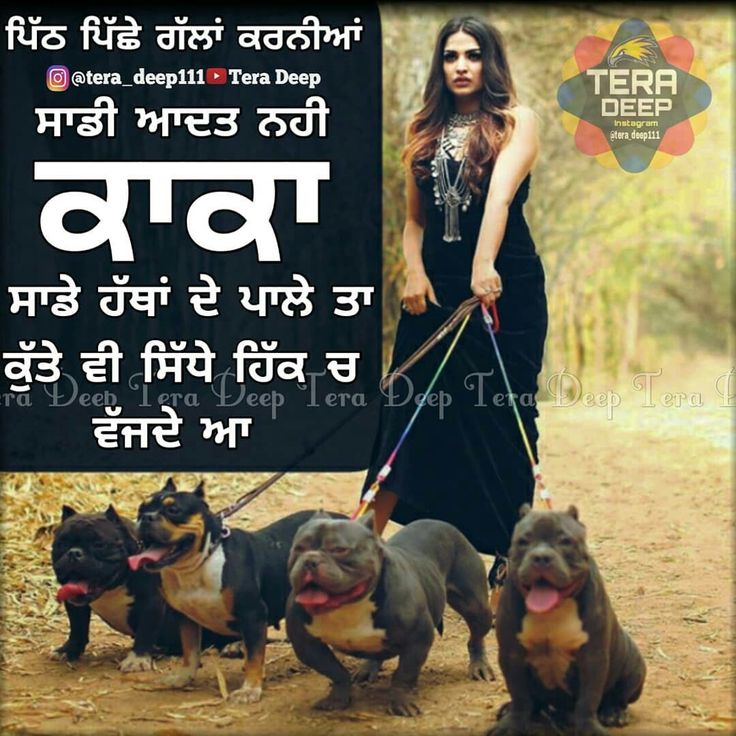 ਪਿੱਠ ਪਿੱਛੇ ਗੱਲਾਂ ਕਰਨੀਆਂ
@tera_deep111 Tera Deep
ਸਾਡੀ ਆਦਤ ਨਹੀ
ਕਾਕਾ
ਸਾਡੇ ਹੱਥਾਂ ਦੇ ਪਾਲੇ ਤਾ
ਕੁੱਤੇ ਵੀ ਸਿੱਧੇ ਹਿੱਕ ਚ
ਵੱਜਦੇ ਆ
TERA
DEEP
Instagram
@tera_deep111
era Deep Tera Deep Tera Deep Tera Deep Tera D